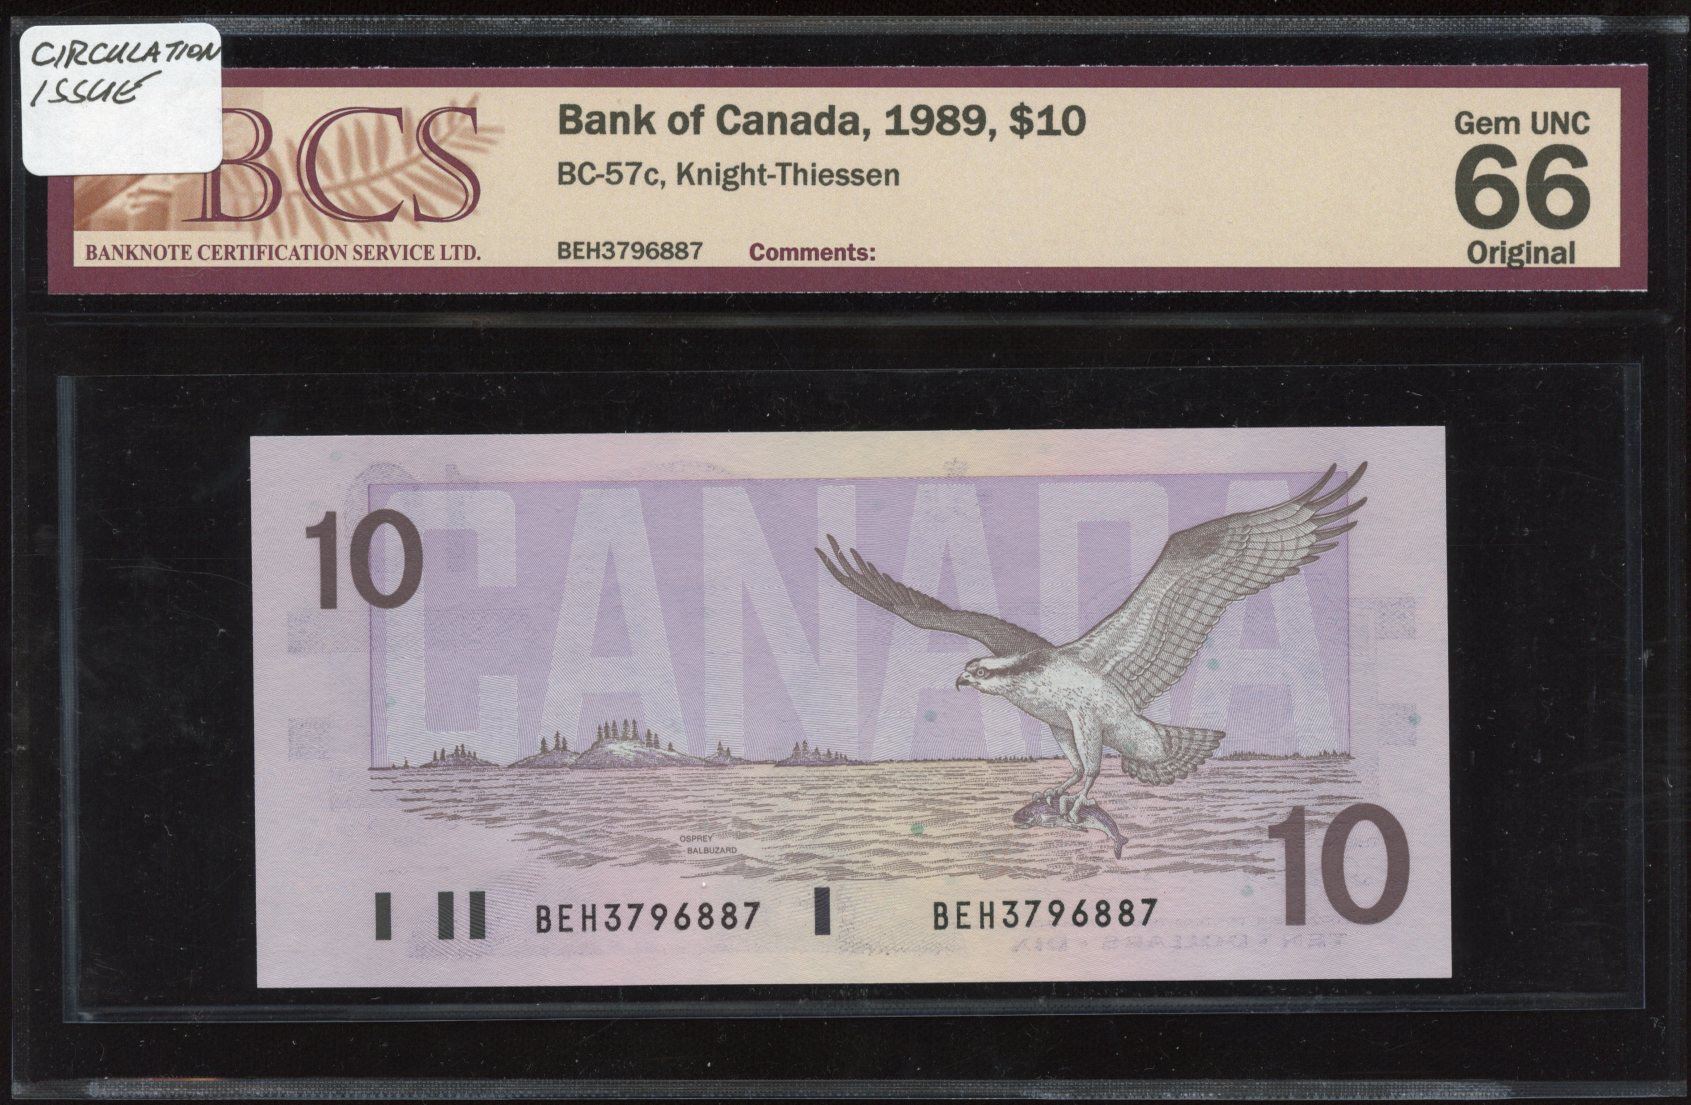 CIRCULATION
ISSUE
BCS
BANKNOTE CERTIFICATION SERVICE LTD.
Bank of Canada, 1989, $10
BC-57c, Knight-Thiessen
BEH3796887 Comments:
Gem UNC
66
Original
CANADA
10
OSPREY
BALBUZARD
10
BEH3796887 BEH3796887